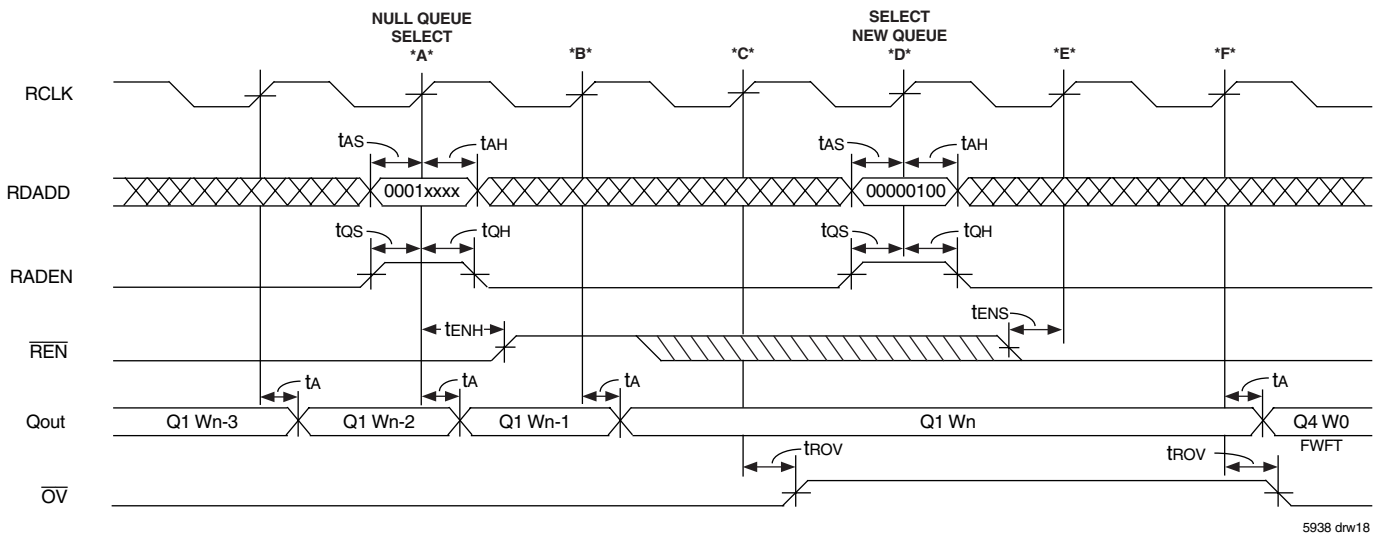 NULL QUEUE
SELECT
*A*
*B*
*C*
SELECT
NEW QUEUE
*D*
*E*
*F*
RCLK
tAS
tAH
tAS
tAH
RDADD
0001xxxx
00000100
tQS
tQH
tQS
tQH
RADEN
tENH
tENS
REN
tA
tA
tA
tA
Qout
Q1 Wn-3
Q1 Wn-2
Q1 Wn-1
Q1 Wn
Q4 W0
FWFT
tROV
tROV
OV
5938 drw18